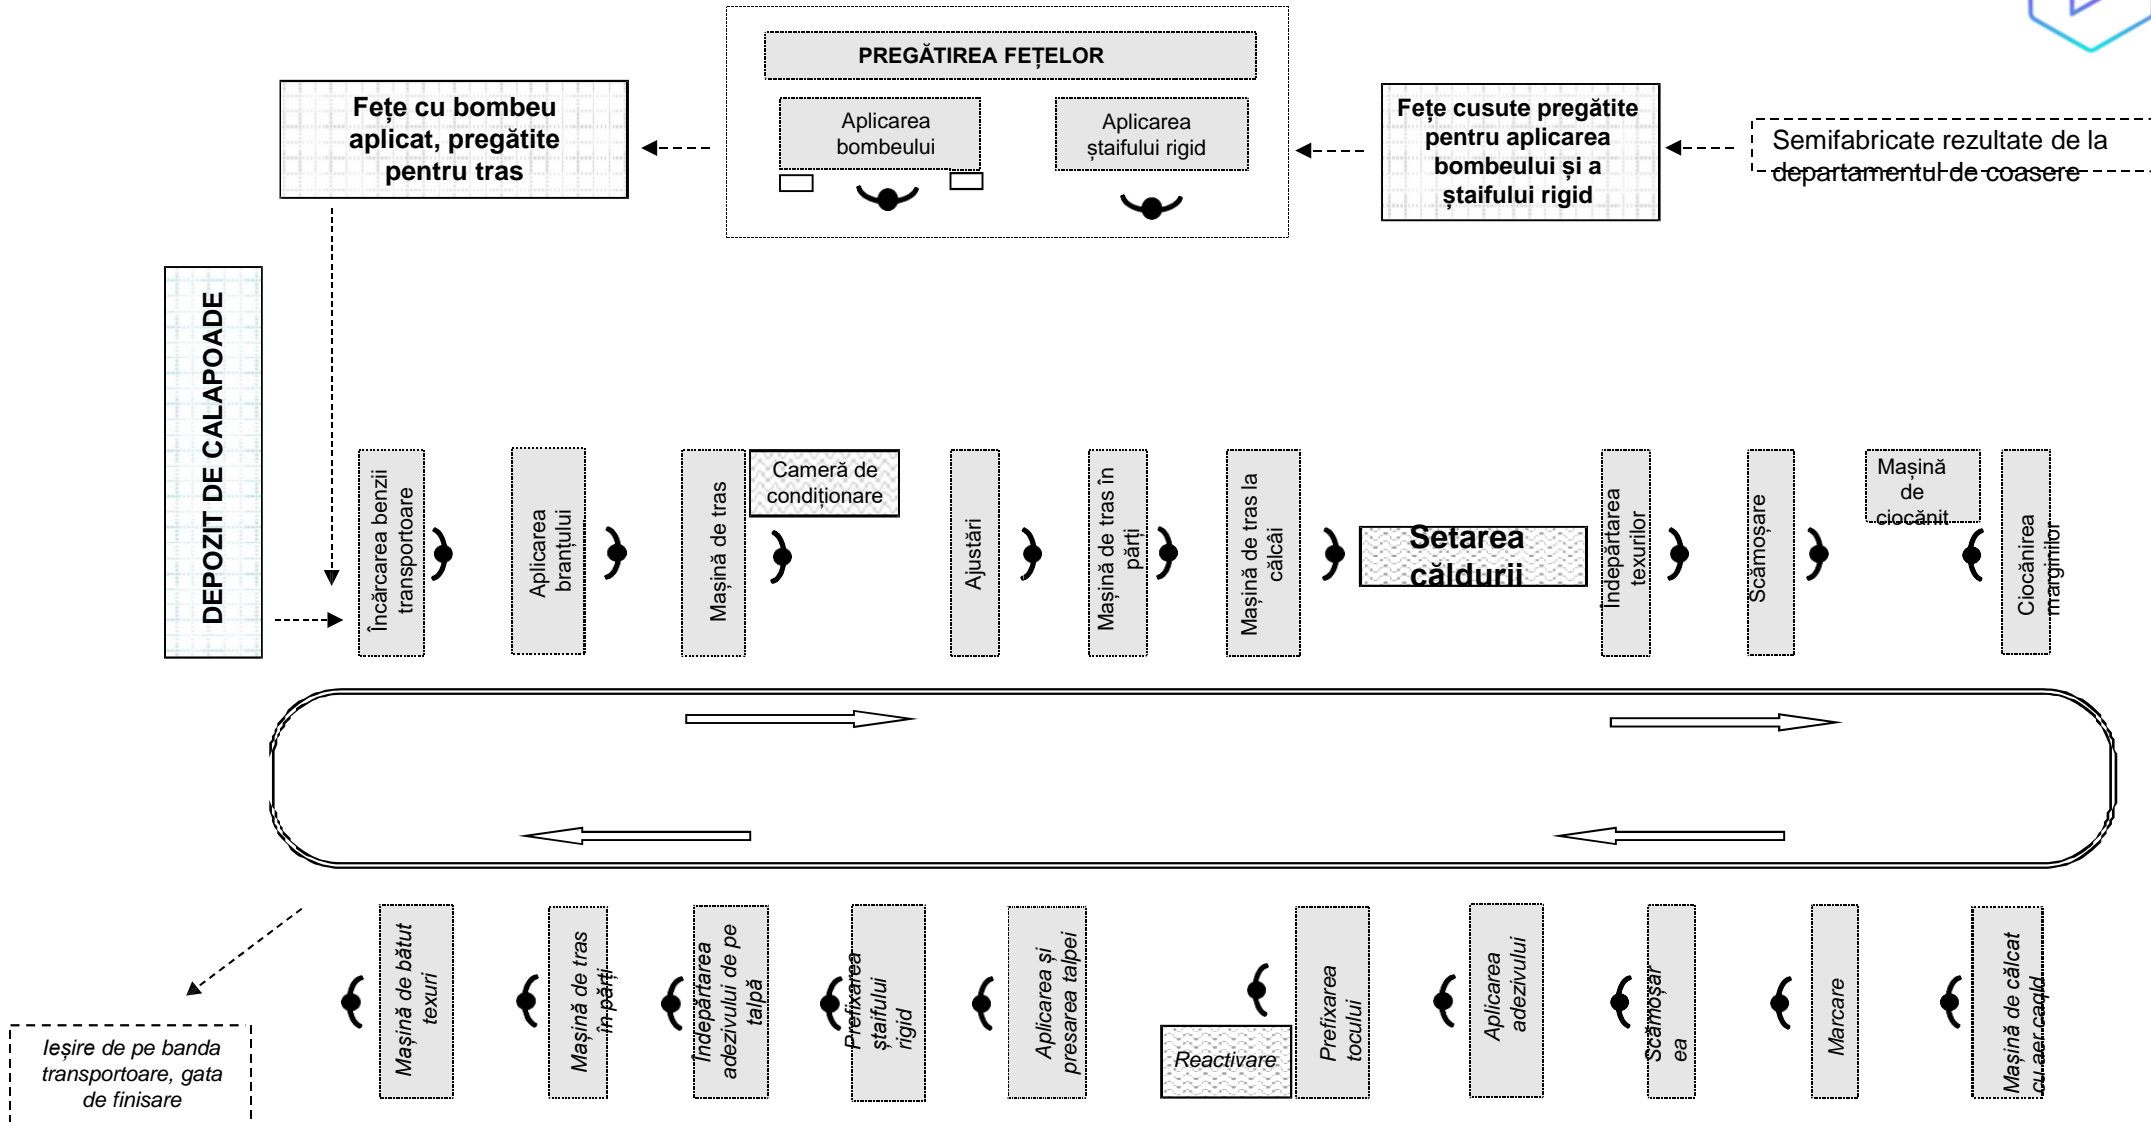 PREGĂTIREA FEȚELOR
Fețe cu bombeu
aplicat, pregătite
pentru tras
Aplicarea
bombeului
Aplicarea
ștaifului rigid
Fețe cusute pregătite
pentru aplicarea
bombeului și a
ștaifului rigid
Semifabricate rezultate de la
departamentul de coasere
DEPOZIT DE CALAPOADE
Încărcarea benzii
transportoare
Aplicarea
branțului
Mașină de tras
Cameră de
condiționare
Ajustări
Mașină de tras în
părți
Mașină de tras la
călcâi
Setarea
căldurii
Îndepărtarea
texurilor
Scămoșare
Mașină
de
ciocănit
Ciocănirea
marginilor
Mașină de bătut
texuri
Mașină de tras
în părți
Îndepărtarea
adezivului de pe
talpă
Prefixarea
ștaifului
rigid
Aplicarea și
presarea talpei
Reactivare
Prefixarea
tocului
Aplicarea
adezivului
Scămoșar
ea
Marcare
Mașină de călcat
cu aer caqld
Ieșire de pe banda
transportoare, gata
de finisare